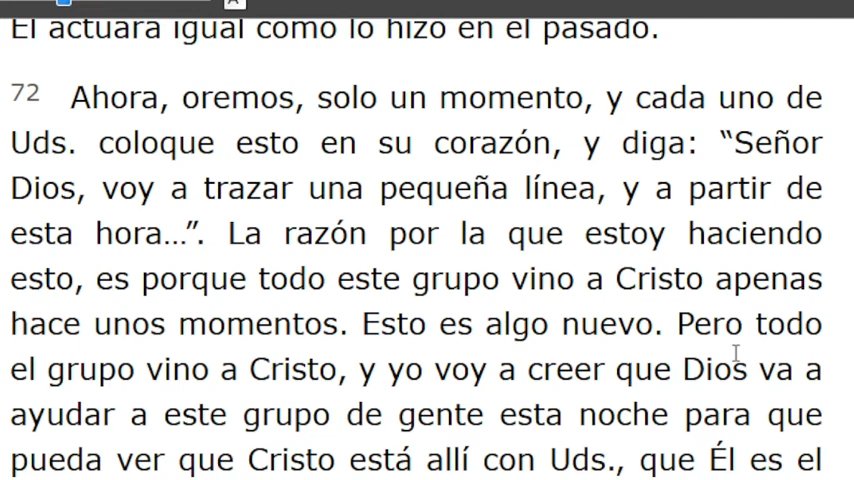 Él actuará igual como lo hizo en el pasado.
72 Ahora, oremos, solo un momento, y cada uno de
Uds. coloque esto en su corazón, y diga: “Señor
Dios, voy a trazar una pequeña línea, y a partir de
esta hora...”. La razón por la que estoy haciendo
esto, es porque todo este grupo vino a Cristo apenas
hace unos momentos. Esto es algo nuevo. Pero todo
el grupo vino a Cristo, y yo voy a creer que Dios va a
ayudar a este grupo de gente esta noche para que
pueda ver que Cristo está allí con Uds., que Él es el